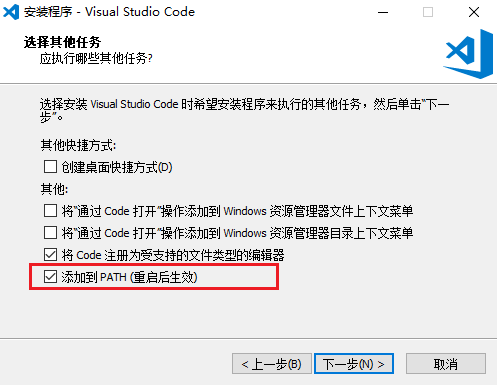 安装程序 - Visual Studio Code
选择其他任务
应执行哪些其他任务?
选择安装 Visual Studio Code 时希望安装程序来执行的其他任务，然后单击“下一
步”。
其他快捷方式:
创建桌面快捷方式(D)
其他:
将“通过 Code 打开”操作添加到 Windows 资源管理器文件上下文菜单
将“通过 Code 打开”操作添加到 Windows 资源管理器目录上下文菜单
将 Code 注册为受支持的文件类型的编辑器
添加到 PATH (重启后生效)
< 上一步(B) 下一步(N) > 取消